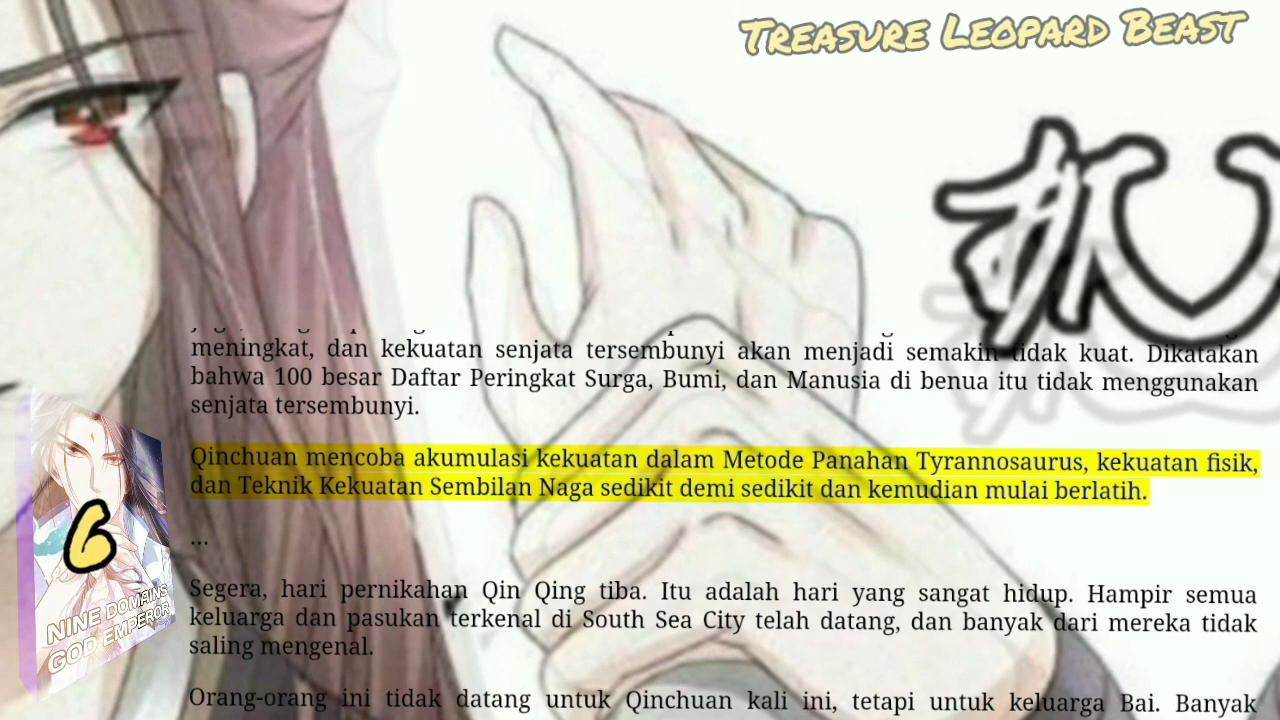 Treasure Leopard Beast
meningkat, dan kekuatan senjata tersembunyi akan menjadi semakin tidak kuat. Dikatakan
bahwa 100 besar Daftar Peringkat Surga, Bumi, dan Manusia di benua itu tidak menggunakan
senjata tersembunyi.
Qinchuan mencoba akumulasi kekuatan dalam Metode Panahan Tyrannosaurus, kekuatan fisik,
dan Teknik Kekuatan Sembilan Naga sedikit demi sedikit dan kemudian mulai berlatih.
...
6
NINE DOMAINS
GOD EMPEROR
Segera, hari pernikahan Qin Qing tiba. Itu adalah hari yang sangat hidup. Hampir semua
keluarga dan pasukan terkenal di South Sea City telah datang, dan banyak dari mereka tidak
saling mengenal.
Orang-orang ini tidak datang untuk Qinchuan kali ini, tetapi untuk keluarga Bai. Banyak